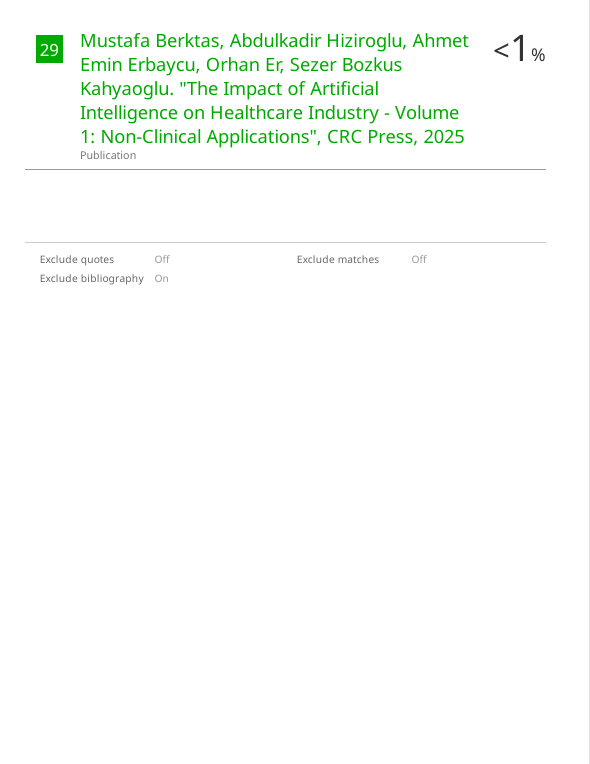 29
Mustafa Berktas, Abdulkadir Hiziroglu, Ahmet
Emin Erbaycu, Orhan Er, Sezer Bozkus
Kahyaoglu. "The Impact of Artificial
Intelligence on Healthcare Industry - Volume
1: Non-Clinical Applications", CRC Press, 2025
Publication
<1%
Exclude quotes Off
Exclude matches Off
Exclude bibliography On